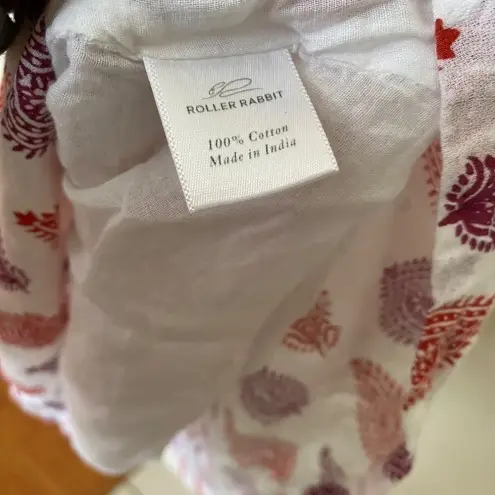 ROLLER RABBIT
100% Cotton
Made in India